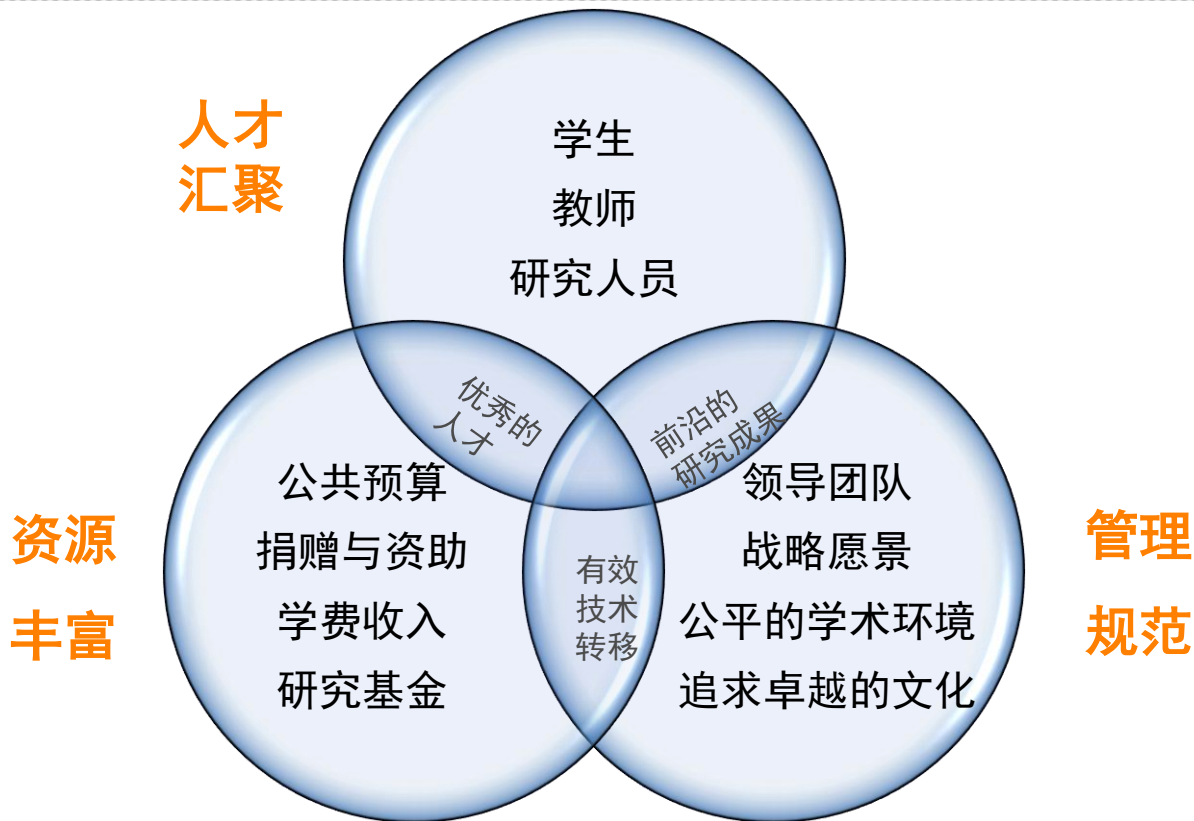 人才
汇聚
学生
教师
研究人员
优秀的
人才
前沿的
研究成果
资源
丰富
公共预算
捐赠与资助
学费收入
研究基金
有效
技术
转移
领导团队
战略愿景
公平的学术环境
追求卓越的文化
管理
规范